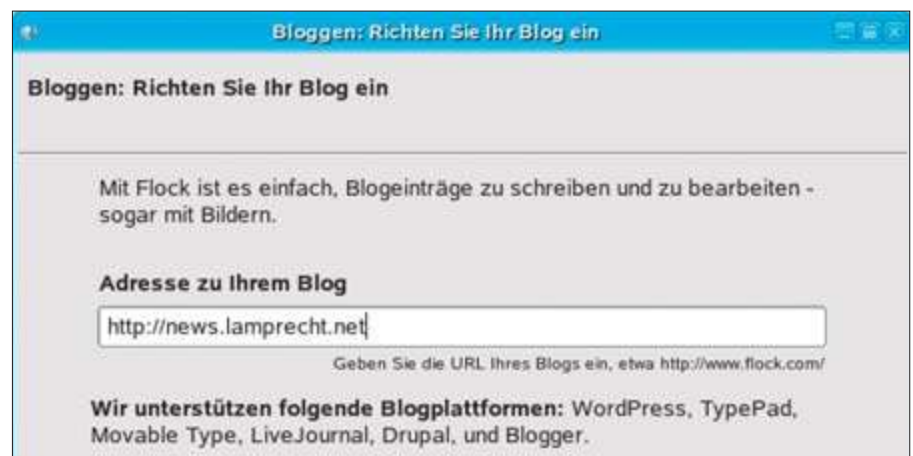 Bloggen: Richten Sie Ihr Blog ein
Bloggen: Richten Sie Ihr Blog ein
Mit Flock ist es einfach, Blogeinträge zu schreiben und zu bearbeiten -
sogar mit Bildern.
Adresse zu Ihrem Blog
http://news.lamprecht.net
Geben Sie die URL Ihres Blogs ein, etwa http://www.flock.com/
Wir unterstützen folgende Blogplattformen: WordPress, TypePad,
Movable Type, LiveJournal, Drupal, und Blogger.